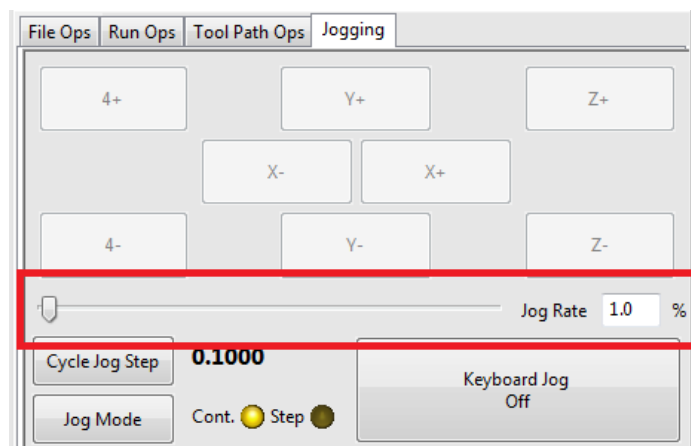 File Ops Run Ops Tool Path Ops Jogging
4+ Y+ Z+
X- X+
4- Y- Z-
Jog Rate 1.0 %
Cycle Jog Step 0.1000
Keyboard Jog
Off
Jog Mode Cont. Step